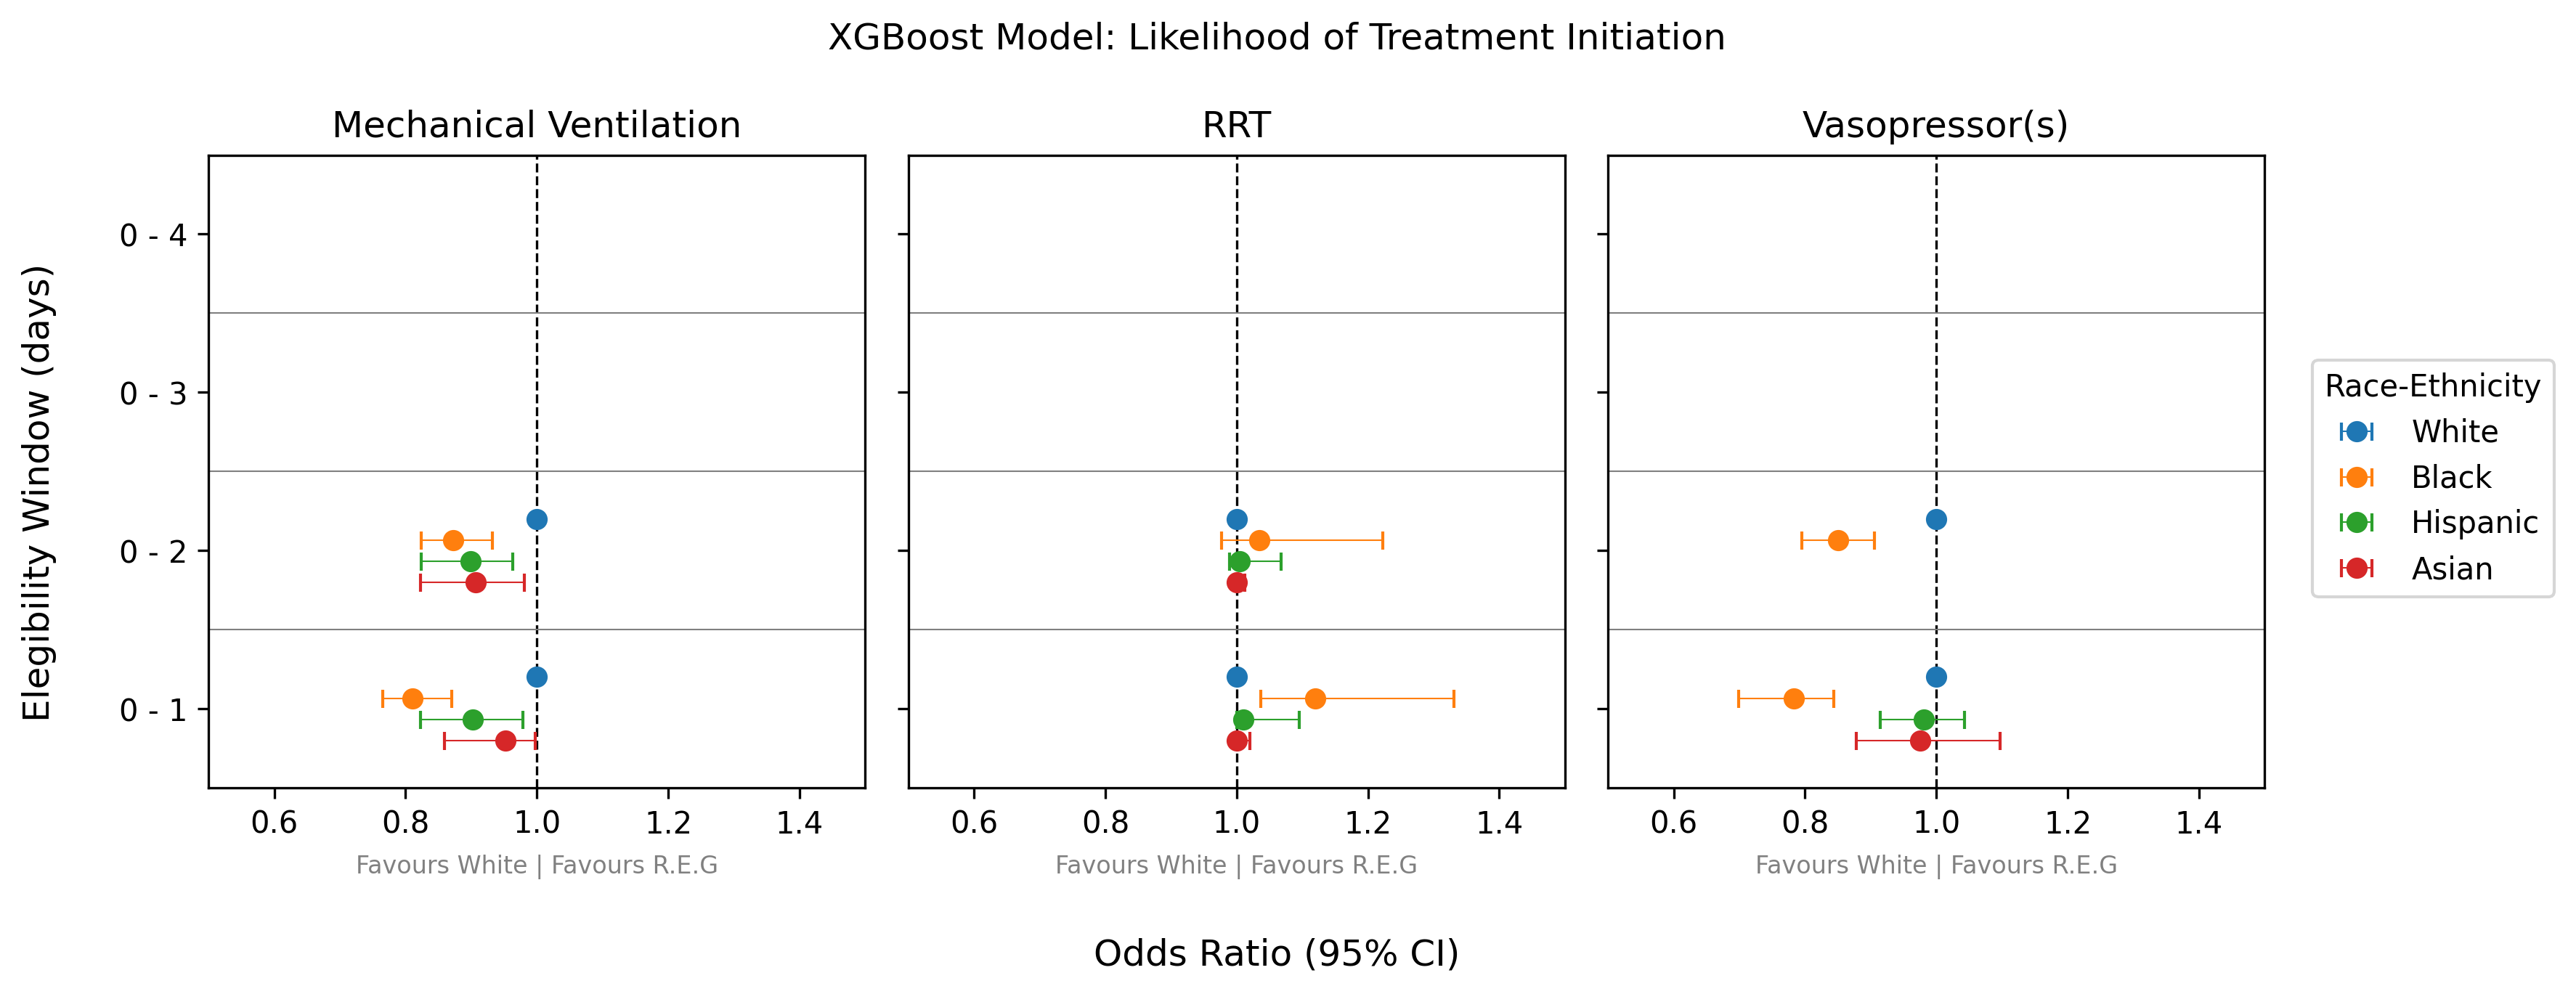 XGBoost Model: Likelihood of Treatment Initiation
Mechanical Ventilation
RRT
Vasopressor(s)
Elegibility Window (days)
0 - 4
0 - 3
0 - 2
0 - 1
0.6 0.8 1.0 1.2 1.4
0.6 0.8 1.0 1.2 1.4
0.6 0.8 1.0 1.2 1.4
Favours White | Favours R.E.G
Favours White | Favours R.E.G
Favours White | Favours R.E.G
Odds Ratio (95% CI)
Race-Ethnicity
White
Black
Hispanic
Asian